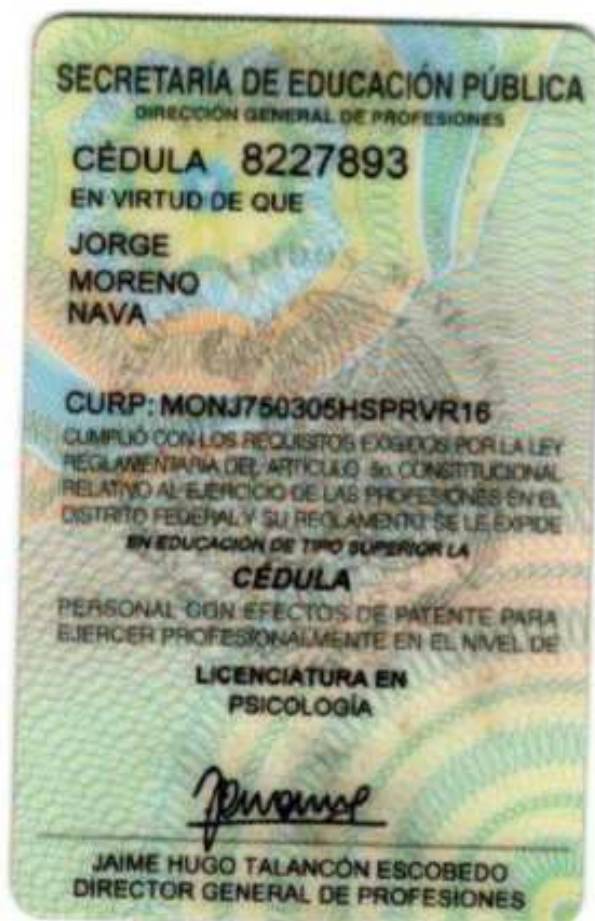 SECRETARÍA DE EDUCACIÓN PÚBLICA
DIRECCIÓN GENERAL DE PROFESIONES
CÉDULA 8227893
EN VIRTUD DE QUE
JORGE
MORENO
NAVA
CURP: MONJ750305HSPRVR16
CUMPLIÓ CON LOS REQUISITOS EXIGIDOS POR LA LEY
REGLAMENTARIA DEL ARTÍCULO 5o. CONSTITUCIONAL
RELATIVO AL EJERCICIO DE LAS PROFESIONES EN EL
DISTRITO FEDERAL Y SU REGLAMENTO SE LE EXPIDE
EN EDUCACIÓN DE TIPO SUPERIOR LA
CÉDULA
PERSONAL CON EFECTOS DE PATENTE PARA
EJERCER PROFESIONALMENTE EN EL NIVEL DE
LICENCIATURA EN
PSICOLOGÍA
JAIME HUGO TALANCÓN ESCOBEDO
DIRECTOR GENERAL DE PROFESIONES